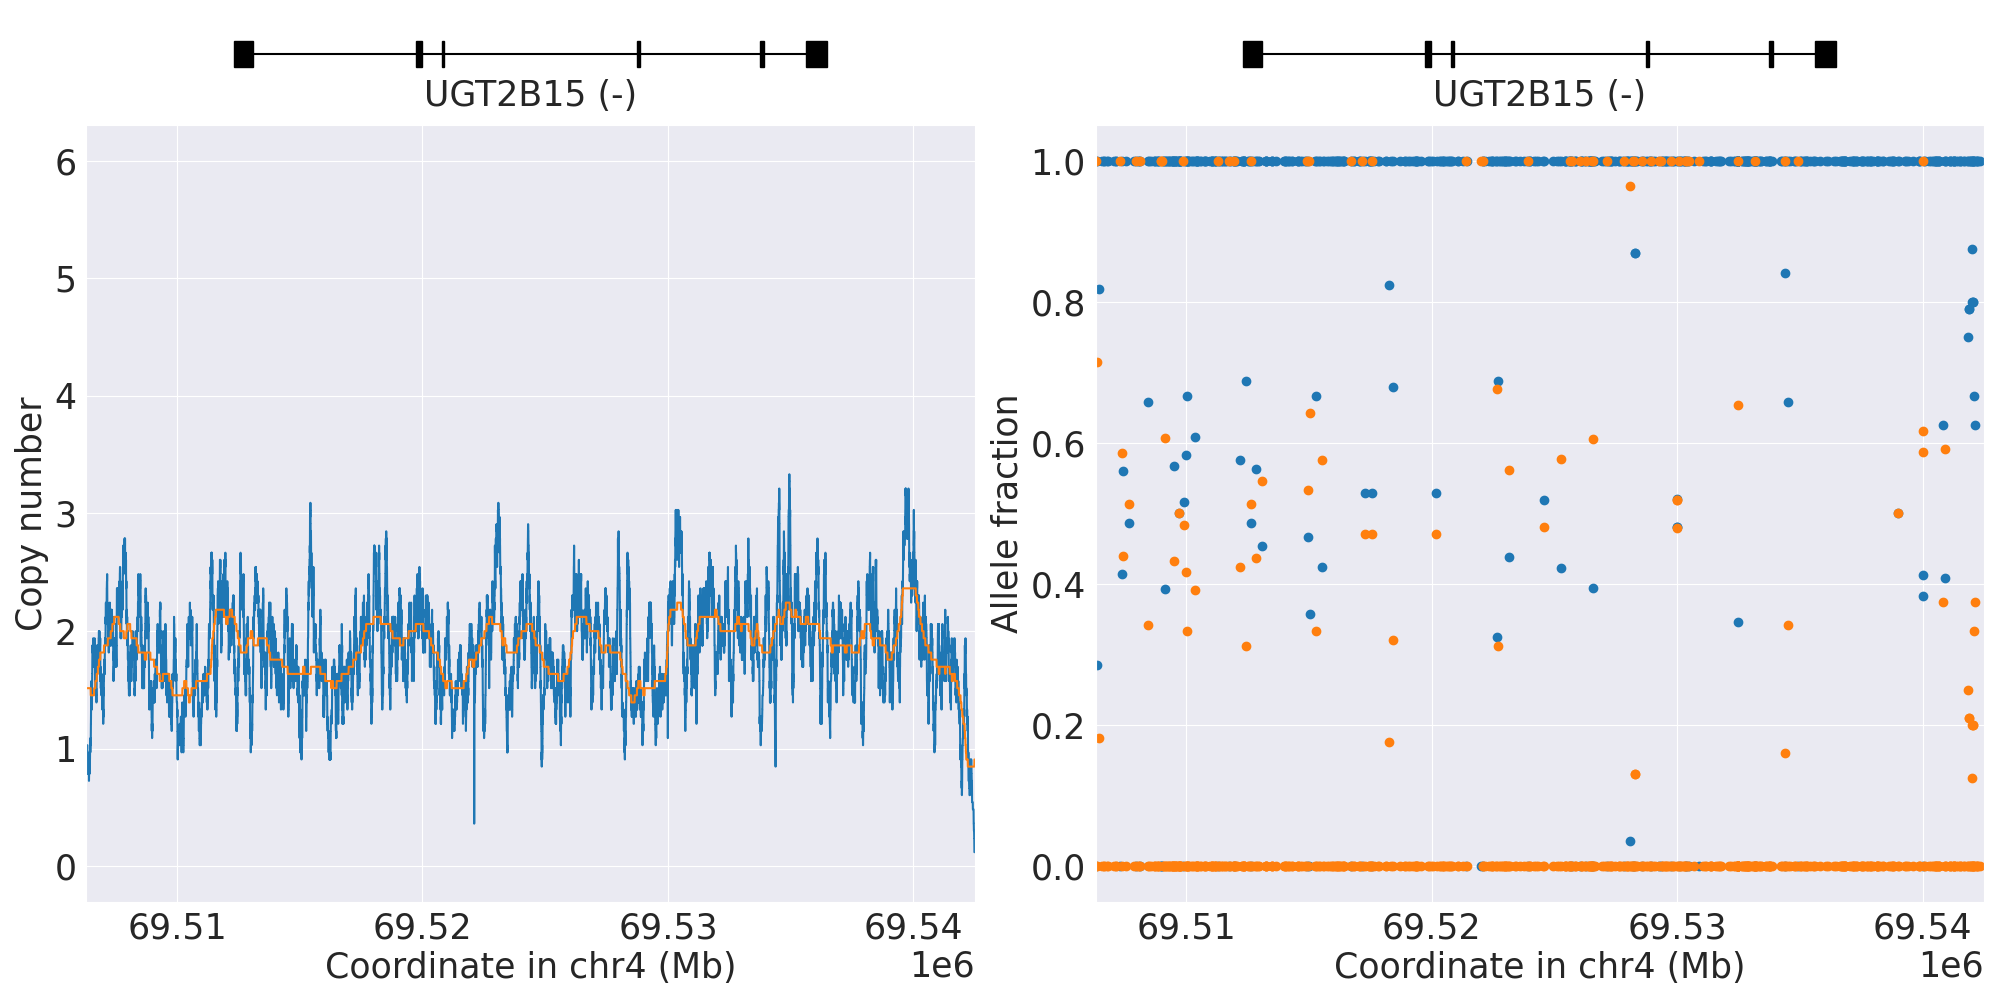 UGT2B15 (-)
Copy number
6
5
4
3
2
1
0
69.51 69.52 69.53 69.54
Coordinate in chr4 (Mb)
1e6
UGT2B15 (-)
Allele fraction
1.0
0.8
0.6
0.4
0.2
0.0
69.51 69.52 69.53 69.54
Coordinate in chr4 (Mb)
1e6